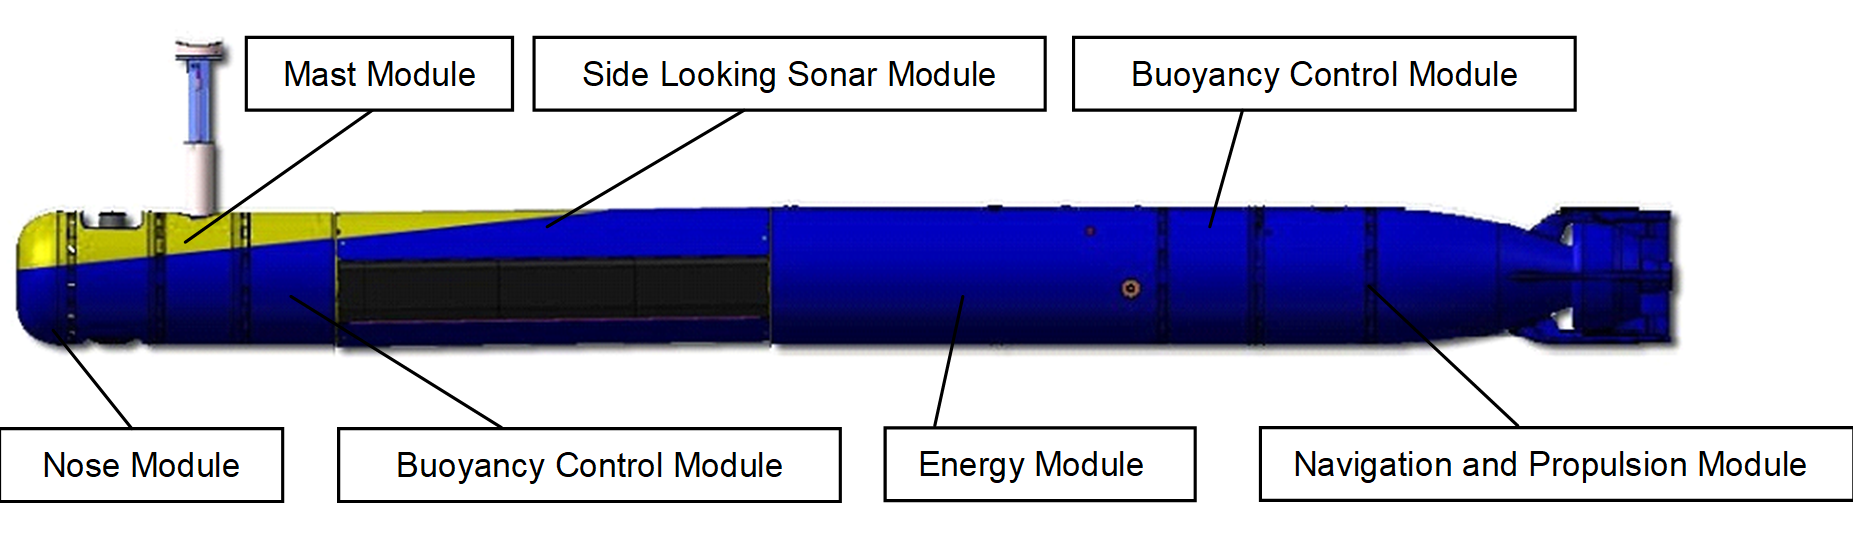 Mast Module
Side Looking Sonar Module
Buoyancy Control Module
Nose Module
Buoyancy Control Module
Energy Module
Navigation and Propulsion Module